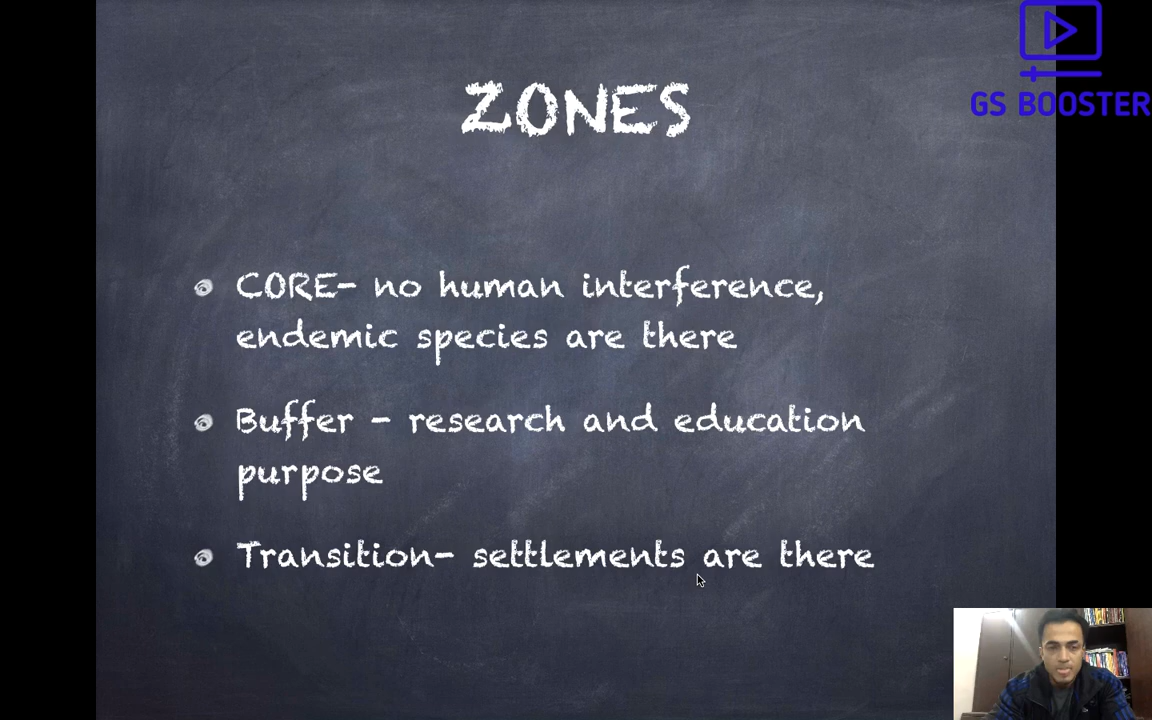 GS BOOSTER
ZONES
CORE- no human interference,
endemic species are there
Buffer - research and education
purpose
Transition- settlements are there